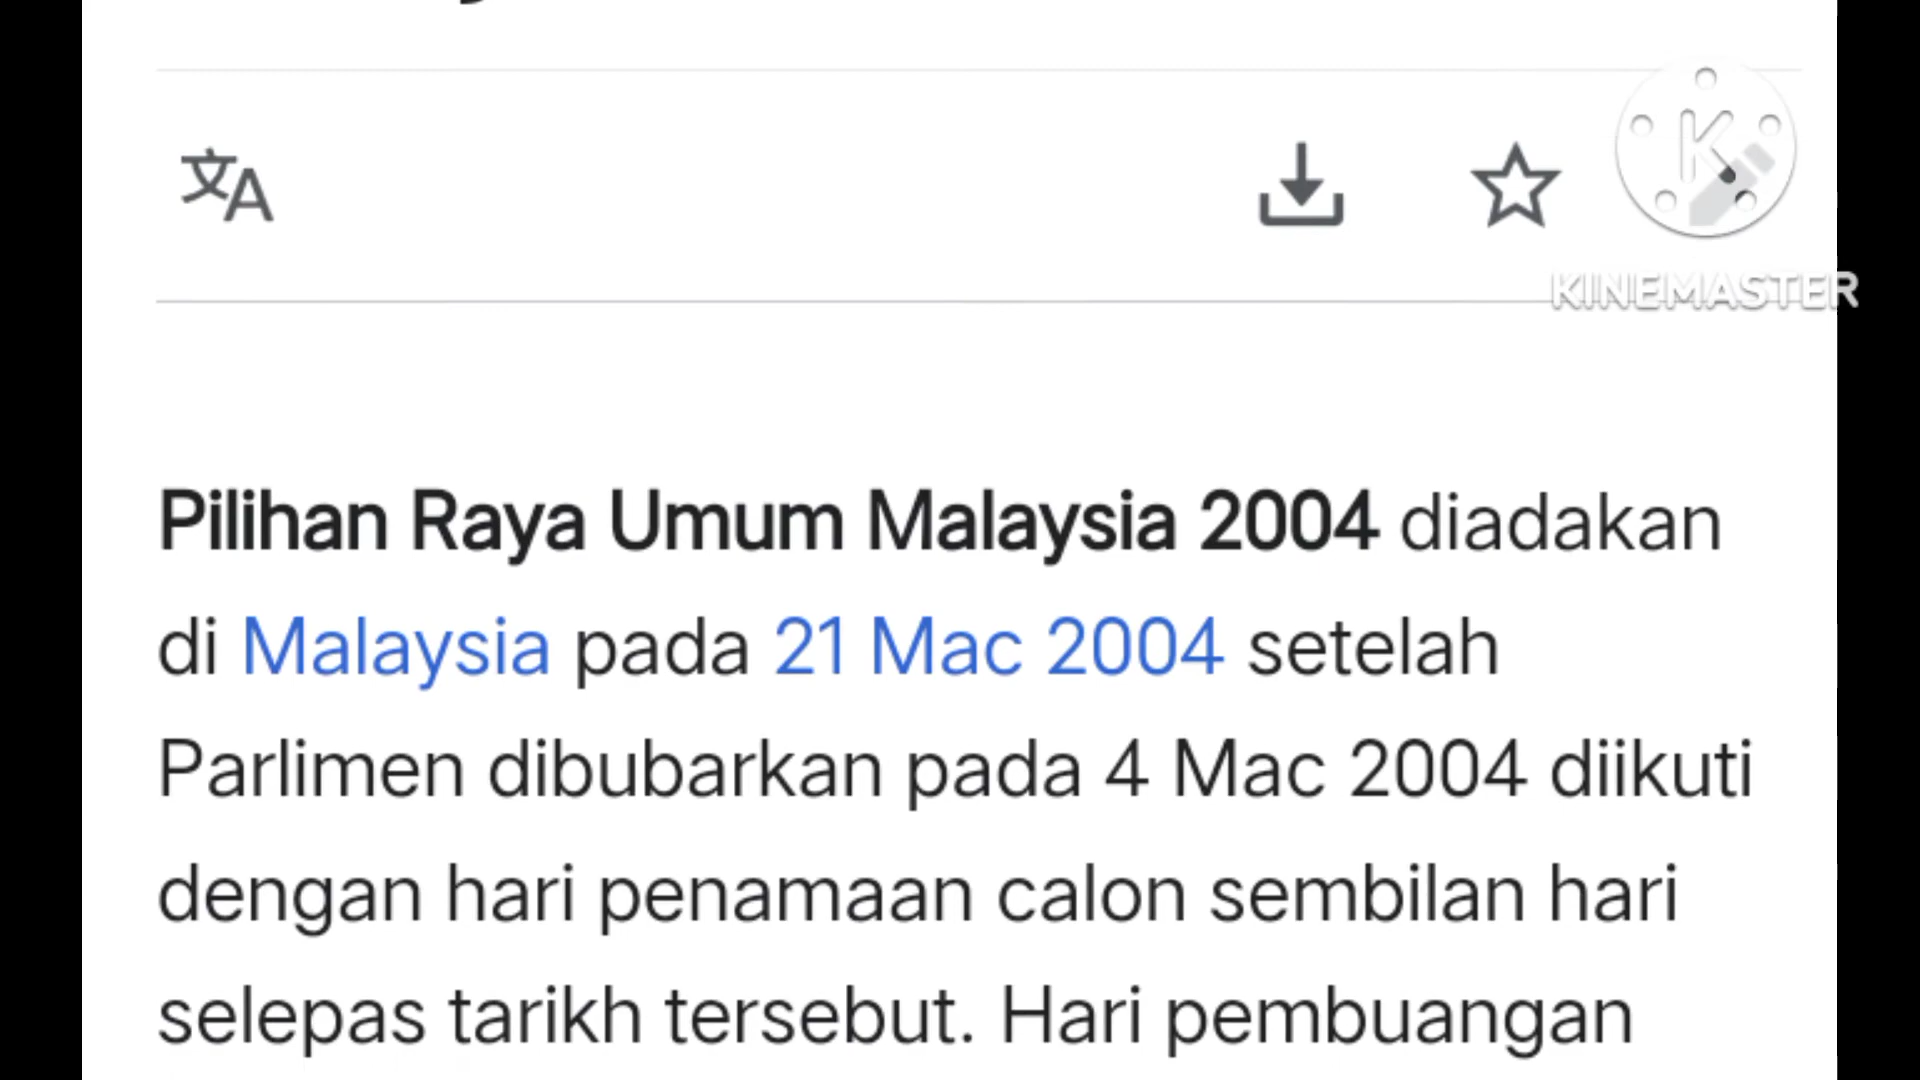 KINEMASTER
Pilihan Raya Umum Malaysia 2004 diadakan
di Malaysia pada 21 Mac 2004 setelah
Parlimen dibubarkan pada 4 Mac 2004 diikuti
dengan hari penamaan calon sembilan hari
selepas tarikh tersebut. Hari pembuangan